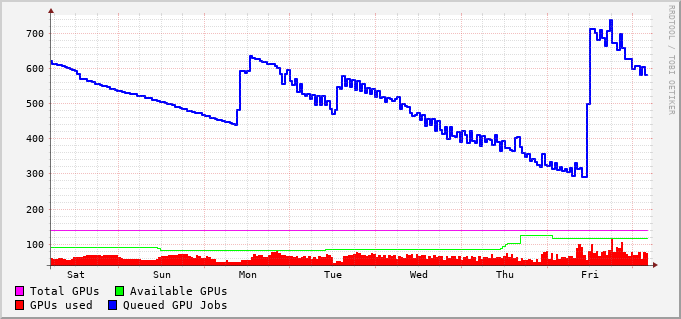 700
600
500
400
300
200
100
Sat Sun Mon Tue Wed Thu Fri
Total GPUs Available GPUs
GPUs used Queued GPU Jobs
RRDTOOL / TOBI OETIKER